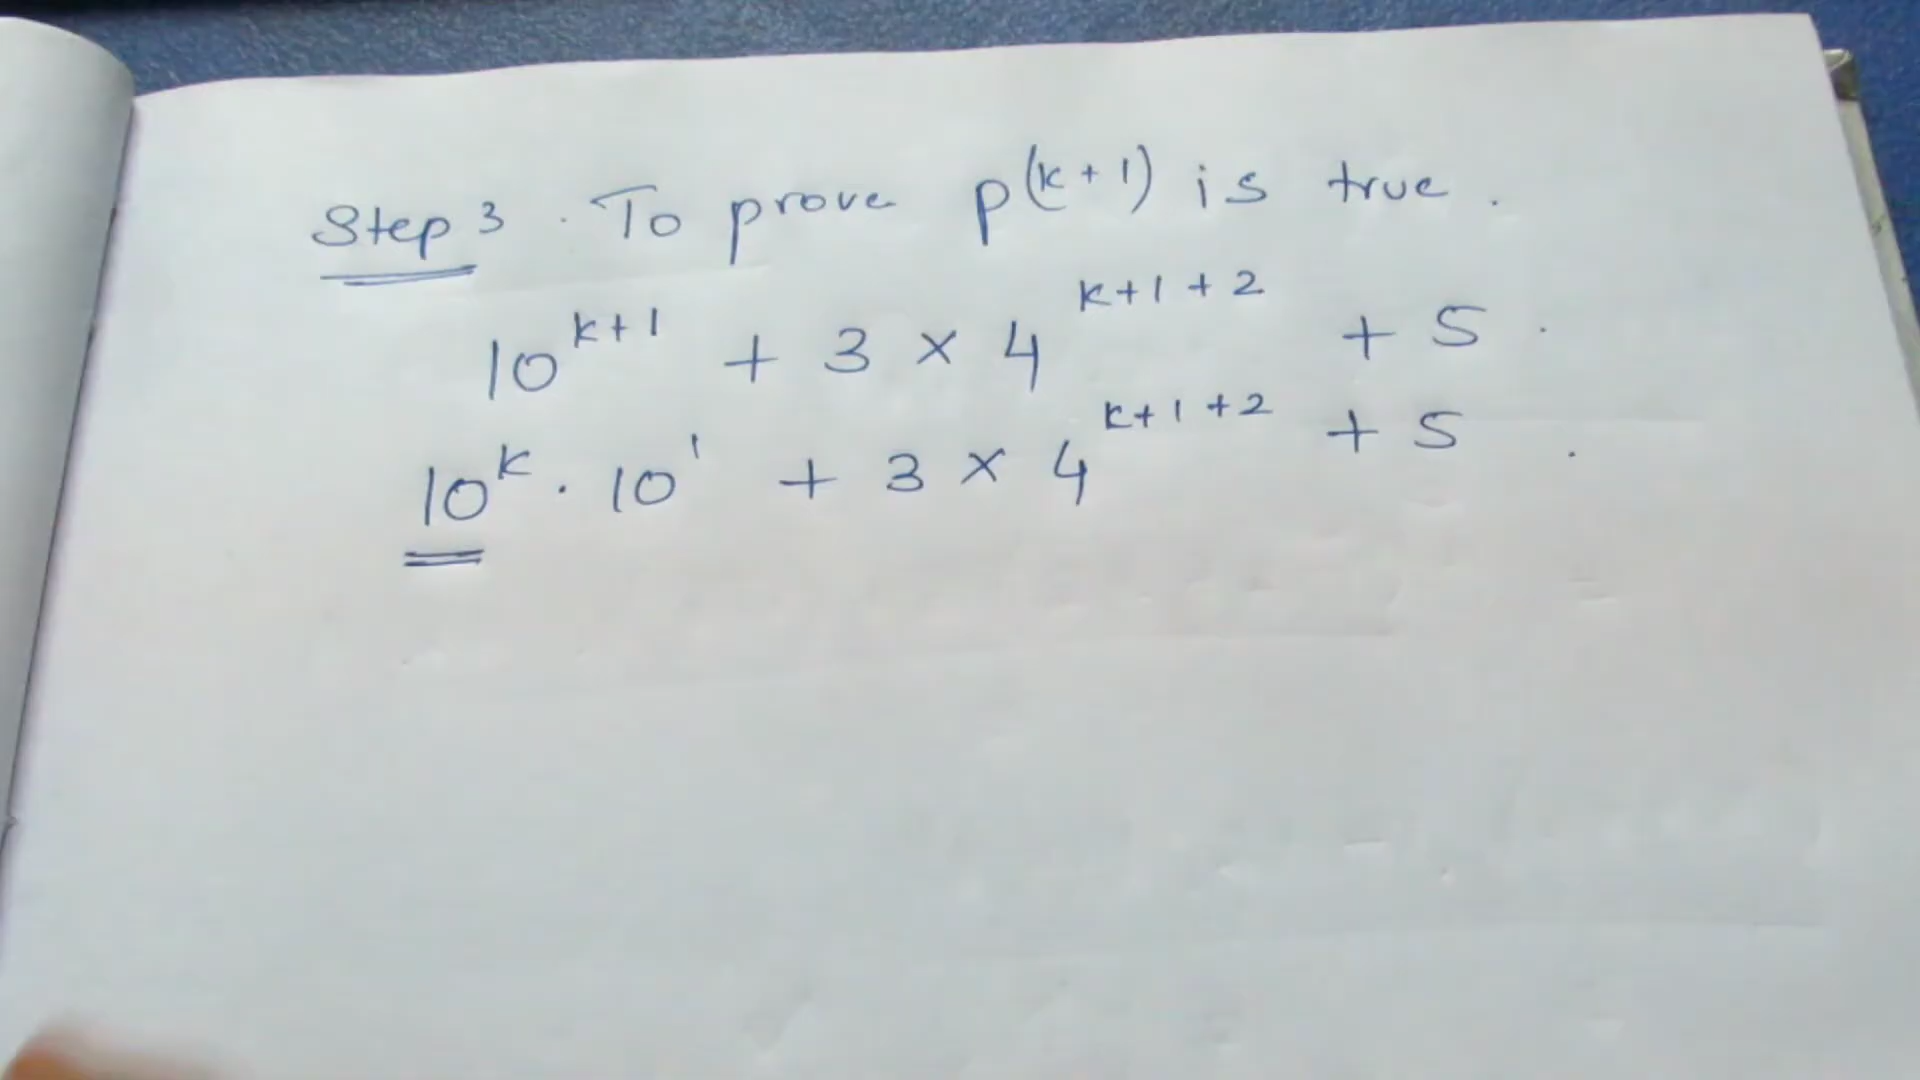 Step 3 . To prove p(k+1) is true .
10^{k+1} + 3 × 4^{k+1+2} + 5 .
10^k . 10^1 + 3 × 4^{k+1+2} + 5 .